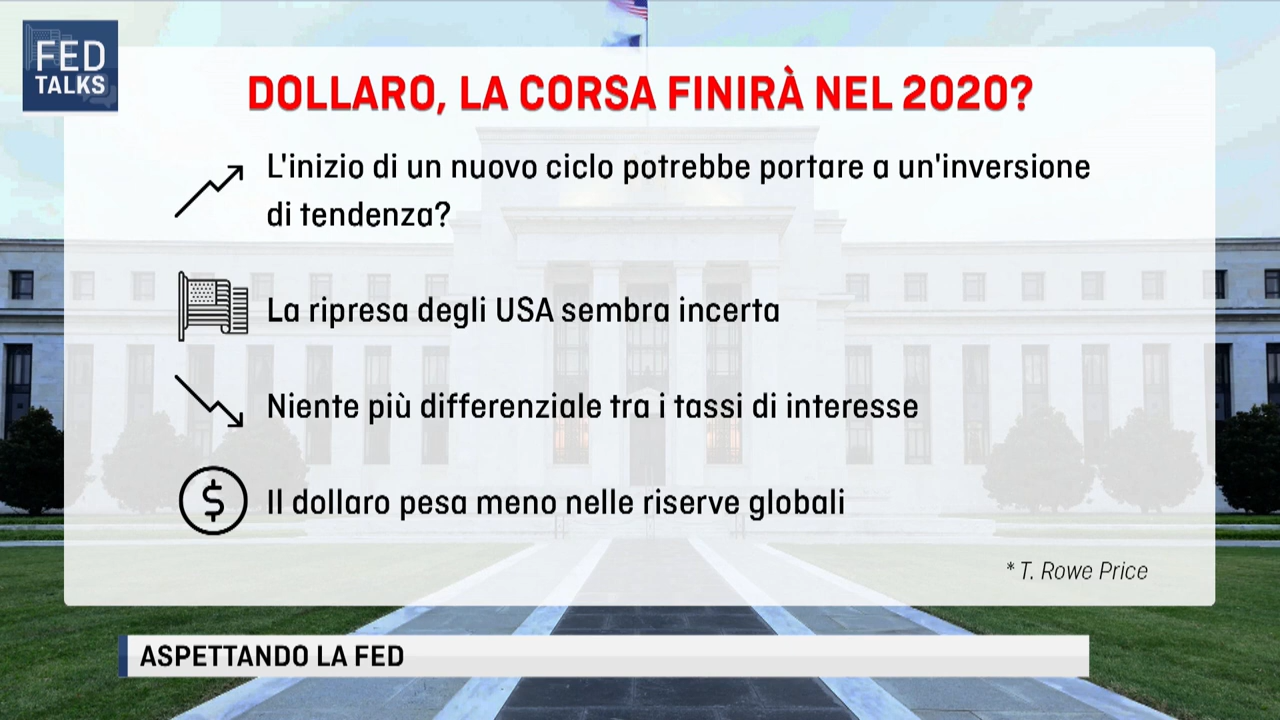 FED
TALKS
DOLLARO, LA CORSA FINIRÀ NEL 2020?
L'inizio di un nuovo ciclo potrebbe portare a un'inversione
di tendenza?
La ripresa degli USA sembra incerta
Niente più differenziale tra i tassi di interesse
$ Il dollaro pesa meno nelle riserve globali
* T. Rowe Price
ASPETTANDO LA FED